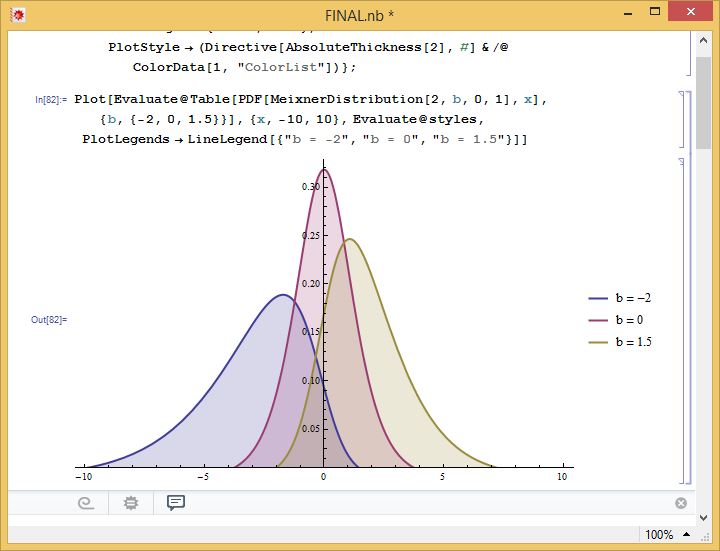 FINAL.nb *
PlotStyle → (Directive[AbsoluteThickness[2], #] & /@
ColorData[1, "ColorList"])};
In[82]:= Plot[Evaluate@Table[PDF[MeixnerDistribution[2, b, 0, 1], x],
{b, {-2, 0, 1.5}}], {x, -10, 10}, Evaluate@styles,
PlotLegends → LineLegend[{"b = -2", "b = 0", "b = 1.5"}]]
Out[82]=
0.30
0.25
0.20
0.15
0.10
0.05
−10 −5 0 5 10
b = −2
b = 0
b = 1.5
100%